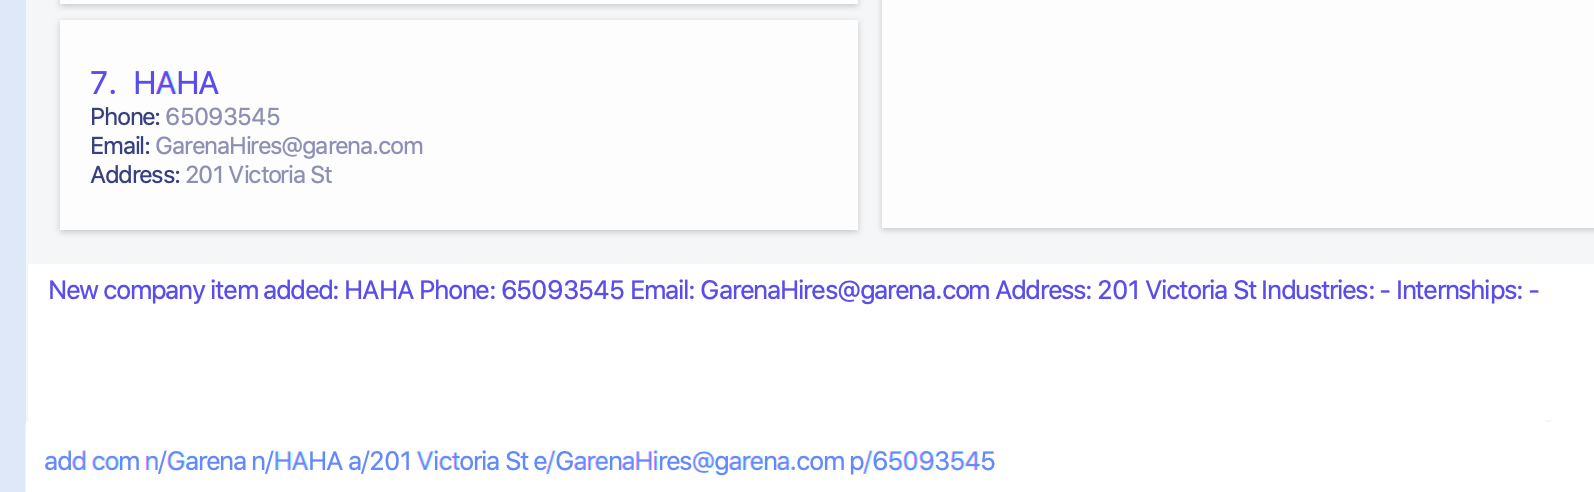 7. HAHA
Phone: 65093545
Email: GarenaHires@garena.com
Address: 201 Victoria St
New company item added: HAHA Phone: 65093545 Email: GarenaHires@garena.com Address: 201 Victoria St Industries: - Internships: -
add com n/Garena n/HAHA a/201 Victoria St e/GarenaHires@garena.com p/65093545